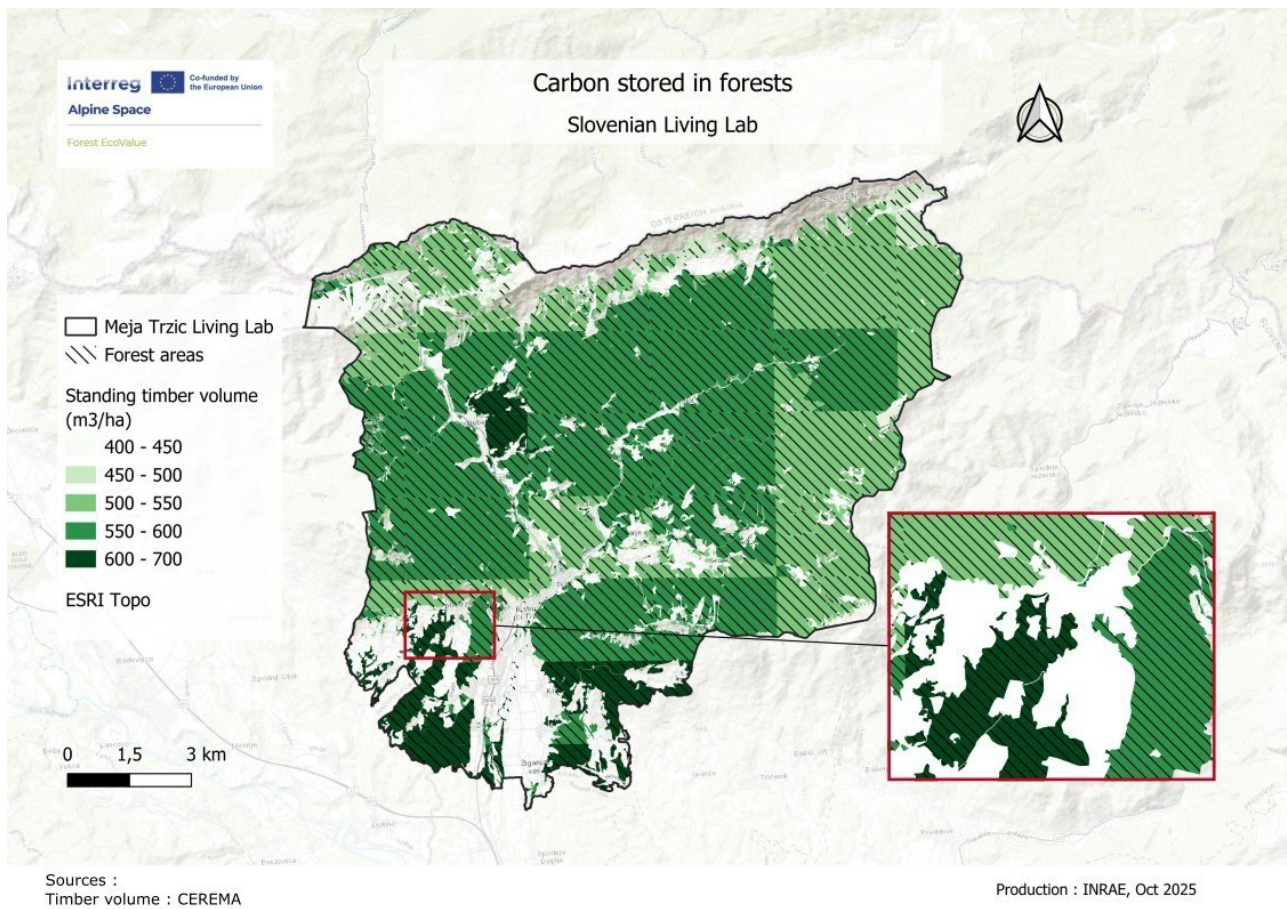 Interreg
Co-funded by
the European Union
Alpine Space
Forest EcoValue
Carbon stored in forests
Slovenian Living Lab
ÖSTERREICH AUSTRIA
Meja Trzic Living Lab
Forest areas
Standing timber volume
(m3/ha)
400 - 450
450 - 500
500 - 550
550 - 600
600 - 700
ESRI Topo
0 1,5 3 km
Sources :
Timber volume : CEREMA
Production : INRAE, Oct 2025